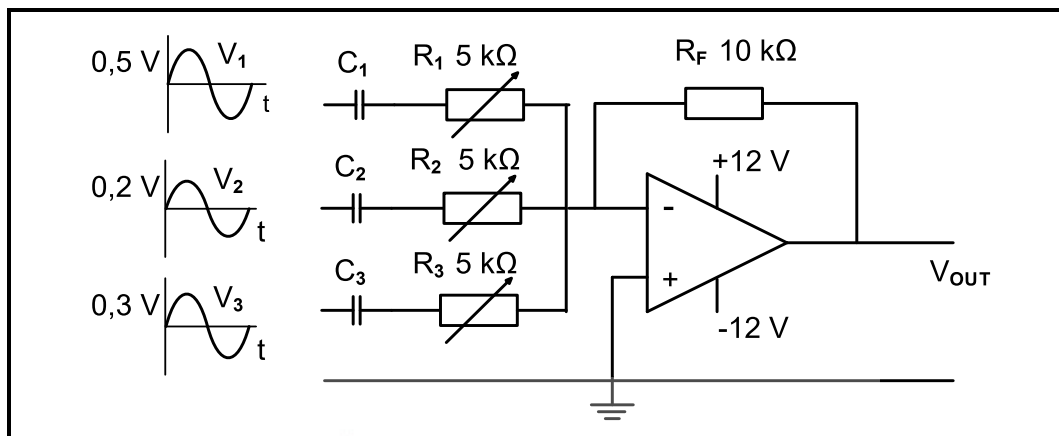 0,5 V V₁ t
C₁ R₁ 5 kΩ
R_F 10 kΩ
0,2 V V₂ t
C₂ R₂ 5 kΩ
+12 V
-
0,3 V V₃ t
C₃ R₃ 5 kΩ
+
-12 V
V_OUT